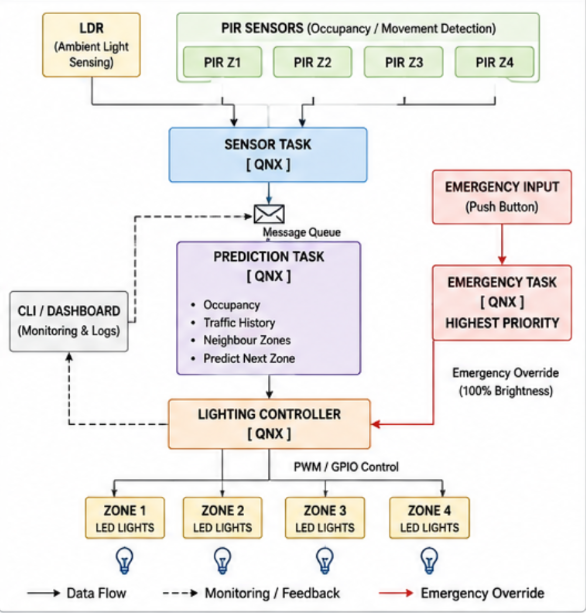 LDR
(Ambient Light
Sensing)
PIR SENSORS (Occupancy / Movement Detection)
PIR Z1
PIR Z2
PIR Z3
PIR Z4
SENSOR TASK
[ QNX ]
Message Queue
EMERGENCY INPUT
(Push Button)
PREDICTION TASK
[ QNX ]
• Occupancy
• Traffic History
• Neighbour Zones
• Predict Next Zone
EMERGENCY TASK
[ QNX ]
HIGHEST PRIORITY
CLI / DASHBOARD
(Monitoring & Logs)
Emergency Override
(100% Brightness)
LIGHTING CONTROLLER
[ QNX ]
PWM / GPIO Control
ZONE 1
LED LIGHTS
ZONE 2
LED LIGHTS
ZONE 3
LED LIGHTS
ZONE 4
LED LIGHTS
Data Flow
Monitoring / Feedback
Emergency Override